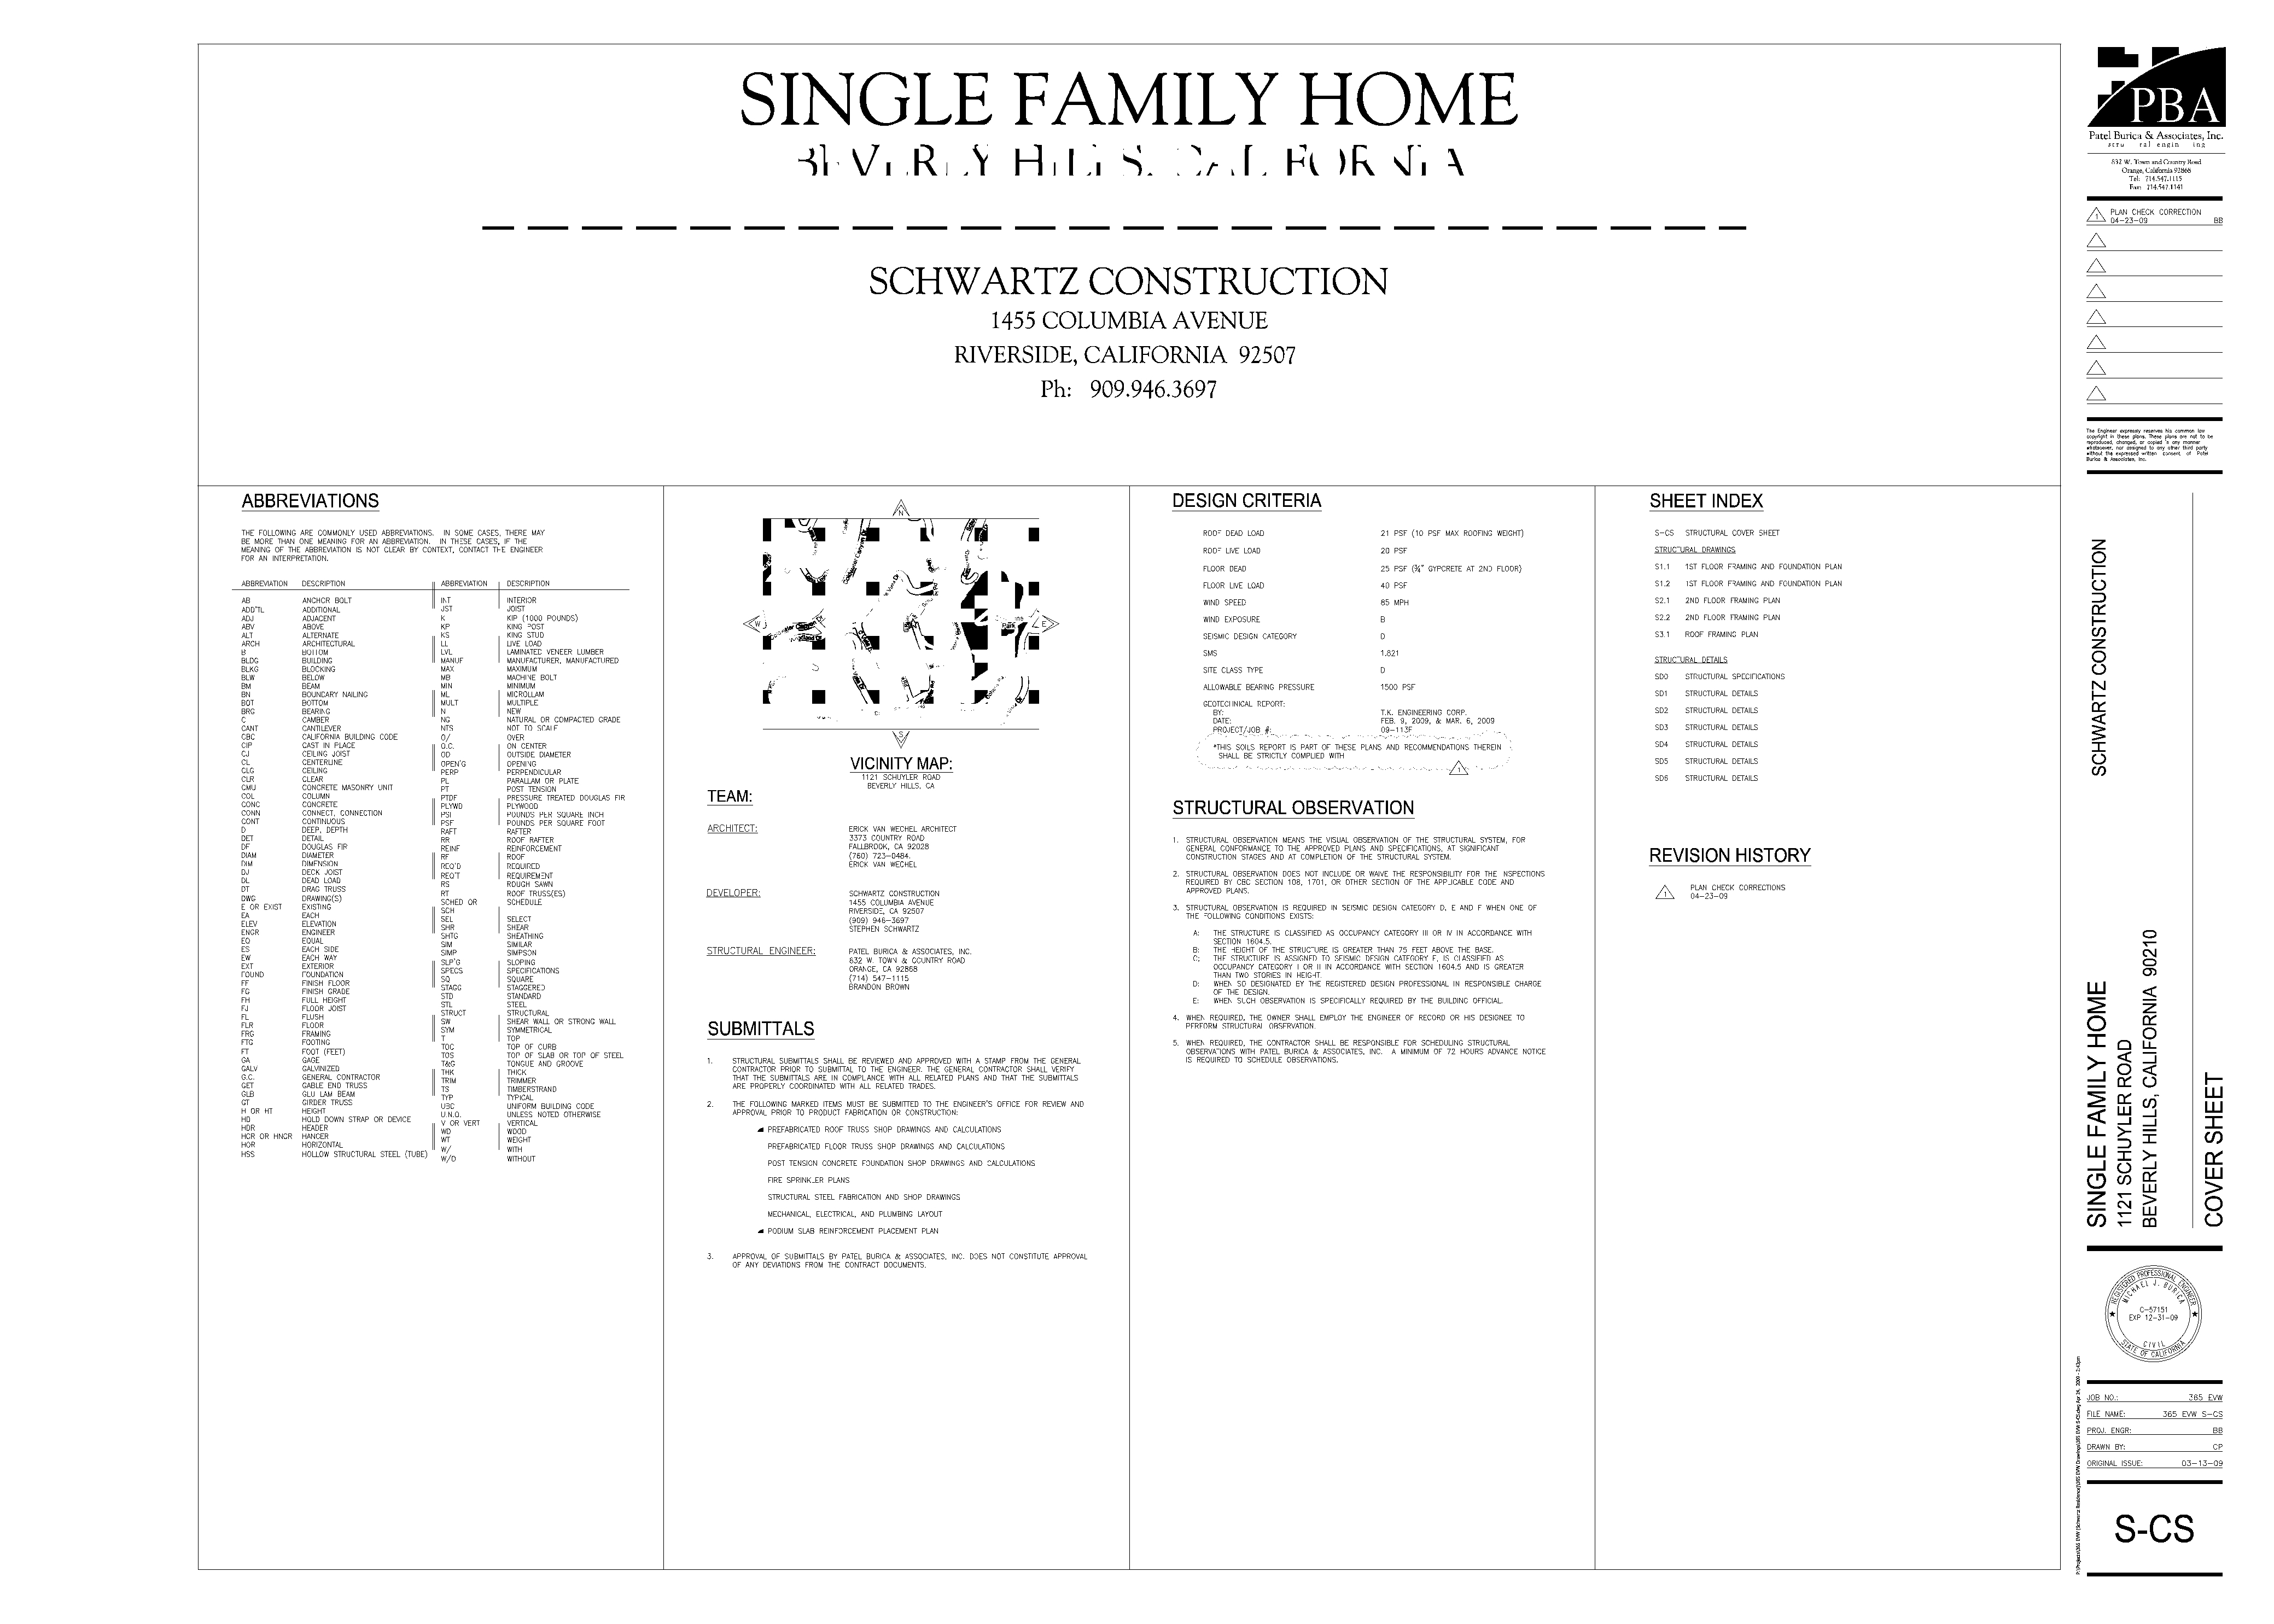 SINGLE FAMILY HOME
BEVERLY HILLS, CALIFORNIA
SCHWARTZ CONSTRUCTION
1455 COLUMBIA AVENUE
RIVERSIDE, CALIFORNIA 92507
Ph: 909.946.3697
ABBREVIATIONS
THE FOLLOWING ARE COMMONLY USED ABBREVIATIONS. IN SOME CASES, THERE MAY
BE MORE THAN ONE MEANING FOR AN ABBREVIATION. IN THESE CASES, IF THE
MEANING OF THE ABBREVIATION IS NOT CLEAR BY CONTEXT, CONTACT THE ENGINEER
FOR AN INTERPRETATION.
ABBREVIATION DESCRIPTION
AB ANCHOR BOLT
ADD'TL ADDITIONAL
ADJ ADJACENT
ABV ABOVE
ALT ALTERNATE
ARCH ARCHITECTURAL
B BOTTOM
BLDG BUILDING
BLKG BLOCKING
BLW BELOW
BM BEAM
BN BOUNDARY NAILING
BOT BOTTOM
BRG BEARING
C CAMBER
CANT CANTILEVER
CBC CALIFORNIA BUILDING CODE
CIP CAST IN PLACE
CJ CEILING JOIST
CL CENTERLINE
CLG CEILING
CLR CLEAR
CMU CONCRETE MASONRY UNIT
COL COLUMN
CONC CONCRETE
CONN CONNECT, CONNECTION
CONT CONTINUOUS
D DEEP, DEPTH
DET DETAIL
DF DOUGLAS FIR
DIAM DIAMETER
DIM DIMENSION
DJ DECK JOIST
DL DEAD LOAD
DT DRAG TRUSS
DWG DRAWING(S)
E OR EXIST EXISTING
EA EACH
ELEV ELEVATION
ENGR ENGINEER
EQ EQUAL
ES EACH SIDE
EW EACH WAY
EXT EXTERIOR
FOUND FOUNDATION
FF FINISH FLOOR
FG FINISH GRADE
FH FULL HEIGHT
FJ FLOOR JOIST
FL FLUSH
FLR FLOOR
FRG FRAMING
FTG FOOTING
FT FOOT (FEET)
GA GAGE
GALV GALVINIZED
G.C. GENERAL CONTRACTOR
GET GABLE END TRUSS
GLB GLU LAM BEAM
GT GIRDER TRUSS
H OR HT HEIGHT
HD HOLD DOWN STRAP OR DEVICE
HDR HEADER
HGR OR HNGR HANGER
HOR HORIZONTAL
HSS HOLLOW STRUCTURAL STEEL (TUBE)
ABBREVIATION DESCRIPTION
INT INTERIOR
JST JOIST
K KIP (1000 POUNDS)
KP KING POST
KS KING STUD
LL LIVE LOAD
LVL LAMINATED VENEER LUMBER
MANUF MANUFACTURER, MANUFACTURED
MAX MAXIMUM
MB MACHINE BOLT
MIN MINIMUM
ML MICROLLAM
MULT MULTIPLE
N NEW
NG NATURAL OR COMPACTED GRADE
NTS NOT TO SCALE
O/ OVER
O.C. ON CENTER
OD OUTSIDE DIAMETER
OPEN'G OPENING
PERP PERPENDICULAR
PL PARALLAM OR PLATE
PT POST TENSION
PTDF PRESSURE TREATED DOUGLAS FIR
PLYWD PLYWOOD
PSI POUNDS PER SQUARE INCH
PSF POUNDS PER SQUARE FOOT
RAFT RAFTER
RR ROOF RAFTER
REINF REINFORCEMENT
RF ROOF
REQ'D REQUIRED
REQ'T REQUIREMENT
RS ROUGH SAWN
RT ROOF TRUSS(ES)
SCHED OR SCHEDULE
SCH
SEL SELECT
SHR SHEAR
SHTG SHEATHING
SIM SIMILAR
SIMP SIMPSON
SLP'G SLOPING
SPECS SPECIFICATIONS
SQ SQUARE
STAGG STAGGERED
STD STANDARD
STL STEEL
STRUCT STRUCTURAL
SW SHEAR WALL OR STRONG WALL
SYM SYMMETRICAL
T TOP
TOC TOP OF CURB
TOS TOP OF SLAB OR TOP OF STEEL
T&G TONGUE AND GROOVE
THK THICK
TRIM TRIMMER
TS TIMBERSTRAND
TYP TYPICAL
UBC UNIFORM BUILDING CODE
U.N.O. UNLESS NOTED OTHERWISE
V OR VERT VERTICAL
WD WOOD
WT WEIGHT
W/ WITH
W/O WITHOUT
N
W
E
S
VICINITY MAP:
1121 SCHUYLER ROAD
BEVERLY HILLS, CA
TEAM:
ARCHITECT: ERICK VAN WECHEL ARCHITECT
3373 COUNTRY ROAD
FALLBROOK, CA 92028
(760) 723-0484
ERICK VAN WECHEL
DEVELOPER: SCHWARTZ CONSTRUCTION
1455 COLUMBIA AVENUE
RIVERSIDE, CA 92507
(909) 946-3697
STEPHEN SCHWARTZ
STRUCTURAL ENGINEER: PATEL BURICA & ASSOCIATES, INC.
832 W. TOWN & COUNTRY ROAD
ORANGE, CA 92868
(714) 547-1115
BRANDON BROWN
SUBMITTALS
1. STRUCTURAL SUBMITTALS SHALL BE REVIEWED AND APPROVED WITH A STAMP FROM THE GENERAL
CONTRACTOR PRIOR TO SUBMITTAL TO THE ENGINEER. THE GENERAL CONTRACTOR SHALL VERIFY
THAT THE SUBMITTALS ARE IN COMPLANCE WITH ALL RELATED PLANS AND THAT THE SUBMITTALS
ARE PROPERLY COORDINATED WITH ALL RELATED TRADES.
2. THE FOLLOWING MARKED ITEMS MUST BE SUBMITTED TO THE ENGINEER'S OFFICE FOR REVIEW AND
APPROVAL PRIOR TO PRODUCT FABRICATION OR CONSTRUCTION:
PREFABRICATED ROOF TRUSS SHOP DRAWINGS AND CALCULATIONS
PREFABRICATED FLOOR TRUSS SHOP DRAWINGS AND CALCULATIONS
POST TENSION CONCRETE FOUNDATION SHOP DRAWINGS AND CALCULATIONS
FIRE SPRINKLER PLANS
STRUCTURAL STEEL FABRICATION AND SHOP DRAWINGS
MECHANICAL, ELECTRICAL, AND PLUMBING LAYOUT
PODIUM SLAB REINFORCEMENT PLACEMENT PLAN
3. APPROVAL OF SUBMITTALS BY PATEL BURICA & ASSOCIATES, INC. DOES NOT CONSTITUTE APPROVAL
OF ANY DEVIATIONS FROM THE CONTRACT DOCUMENTS.
DESIGN CRITERIA
ROOF DEAD LOAD 21 PSF (10 PSF MAX ROOFING WEIGHT)
ROOF LIVE LOAD 20 PSF
FLOOR DEAD 25 PSF (¾" GYPCRETE AT 2ND FLOOR)
FLOOR LIVE LOAD 40 PSF
WIND SPEED 85 MPH
WIND EXPOSURE B
SEISMIC DESIGN CATEGORY D
SMS 1.821
SITE CLASS TYPE D
ALLOWABLE BEARING PRESSURE 1500 PSF
GEOTECHNICAL REPORT:
BY: T.K. ENGINEERING CORP.
DATE: FEB. 9, 2009, & MAR. 6, 2009
PROJECT/JOB #: 09-113F
*THIS SOILS REPORT IS PART OF THESE PLANS AND RECOMMENDATIONS THEREIN
SHALL BE STRICTLY COMPLIED WITH
1
STRUCTURAL OBSERVATION
1. STRUCTURAL OBSERVATION MEANS THE VISUAL OBSERVATION OF THE STRUCTURAL SYSTEM, FOR
GENERAL CONFORMANCE TO THE APPROVED PLANS AND SPECIFICATIONS, AT SIGNIFICANT
CONSTRUCTION STAGES AND AT COMPLETION OF THE STRUCTURAL SYSTEM.
2. STRUCTURAL OBSERVATION DOES NOT INCLUDE OR WAIVE THE RESPONSIBILITY FOR THE INSPECTIONS
REQUIRED BY CBC SECTION 108, 1701, OR OTHER SECTION OF THE APPLICABLE CODE AND
APPROVED PLANS.
3. STRUCTURAL OBSERVATION IS REQUIRED IN SEISMIC DESIGN CATEGORY D, E AND F WHEN ONE OF
THE FOLLOWING CONDITIONS EXISTS:
A: THE STRUCTURE IS CLASSIFIED AS OCCUPANCY CATEGORY III OR IV IN ACCORDANCE WITH
SECTION 1604.5.
B: THE HEIGHT OF THE STRUCTURE IS GREATER THAN 75 FEET ABOVE THE BASE.
C: THE STRUCTURE IS ASSIGNED TO SEISMIC DESIGN CATEGORY E, IS CLASSIFIED AS
OCCUPANCY CATEGORY I OR II IN ACCORDANCE WITH SECTION 1604.5 AND IS GREATER
THAN TWO STORIES IN HEIGHT.
D: WHEN SO DESIGNATED BY THE REGISTERED DESIGN PROFESSIONAL IN RESPONSIBLE CHARGE
OF THE DESIGN.
E: WHEN SUCH OBSERVATION IS SPECIFICALLY REQUIRED BY THE BUILDING OFFICIAL.
4. WHEN REQUIRED, THE OWNER SHALL EMPLOY THE ENGINEER OF RECORD OR HIS DESIGNEE TO
PERFORM STRUCTURAL OBSERVATION.
5. WHEN REQUIRED, THE CONTRACTOR SHALL BE RESPONSIBLE FOR SCHEDULING STRUCTURAL
OBSERVATIONS WITH PATEL BURICA & ASSOCIATES, INC. A MINIMUM OF 72 HOURS ADVANCE NOTICE
IS REQUIRED TO SCHEDULE OBSERVATIONS.
SHEET INDEX
S-CS STRUCTURAL COVER SHEET
STRUCTURAL DRAWINGS
S1.1 1ST FLOOR FRAMING AND FOUNDATION PLAN
S1.2 1ST FLOOR FRAMING AND FOUNDATION PLAN
S2.1 2ND FLOOR FRAMING PLAN
S2.2 2ND FLOOR FRAMING PLAN
S3.1 ROOF FRAMING PLAN
STRUCTURAL DETAILS
SD0 STRUCTURAL SPECIFICATIONS
SD1 STRUCTURAL DETAILS
SD2 STRUCTURAL DETAILS
SD3 STRUCTURAL DETAILS
SD4 STRUCTURAL DETAILS
SD5 STRUCTURAL DETAILS
SD6 STRUCTURAL DETAILS
REVISION HISTORY
1 PLAN CHECK CORRECTIONS
04-23-09
PBA
Patel Burica & Associates, Inc.
832 W. Town and Country Road
Orange, California 92868
Tel: 714.547.1115
Fax: 714.547.1141
1 PLAN CHECK CORRECTION
04-23-09 BB
The Engineer expressly reserves his common law
copyright in these plans. These plans are not to be
reproduced, changed, or copied in any manner
whatsoever, nor assigned to any other third party
without the expressed written consent of Patel
Burica & Associates, Inc.
SCHWARTZ CONSTRUCTION
SINGLE FAMILY HOME
1121 SCHUYLER ROAD
BEVERLY HILLS, CALIFORNIA 90210
COVER SHEET
REGISTERED PROFESSIONAL ENGINEER
MICHAEL J. BURICA
C-57151
EXP 12-31-09
CIVIL
STATE OF CALIFORNIA
JOB NO.: 365 EVW
FILE NAME: 365 EVW S-CS
PROJ. ENGR: BB
DRAWN BY: CP
ORIGINAL ISSUE: 03-13-09
S-CS